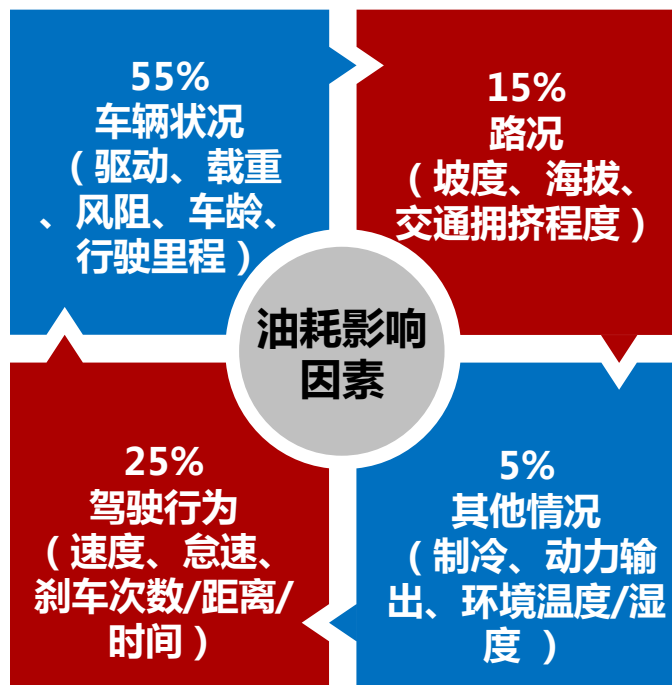 55%
车辆状况
（驱动、载重
、风阻、车龄、
行驶里程）
15%
路况
（坡度、海拔、
交通拥挤程度）
油耗影响
因素
25%
驾驶行为
（速度、怠速、
刹车次数/距离/
时间）
5%
其他情况
（制冷、动力输
出、环境温度/湿
度 ）